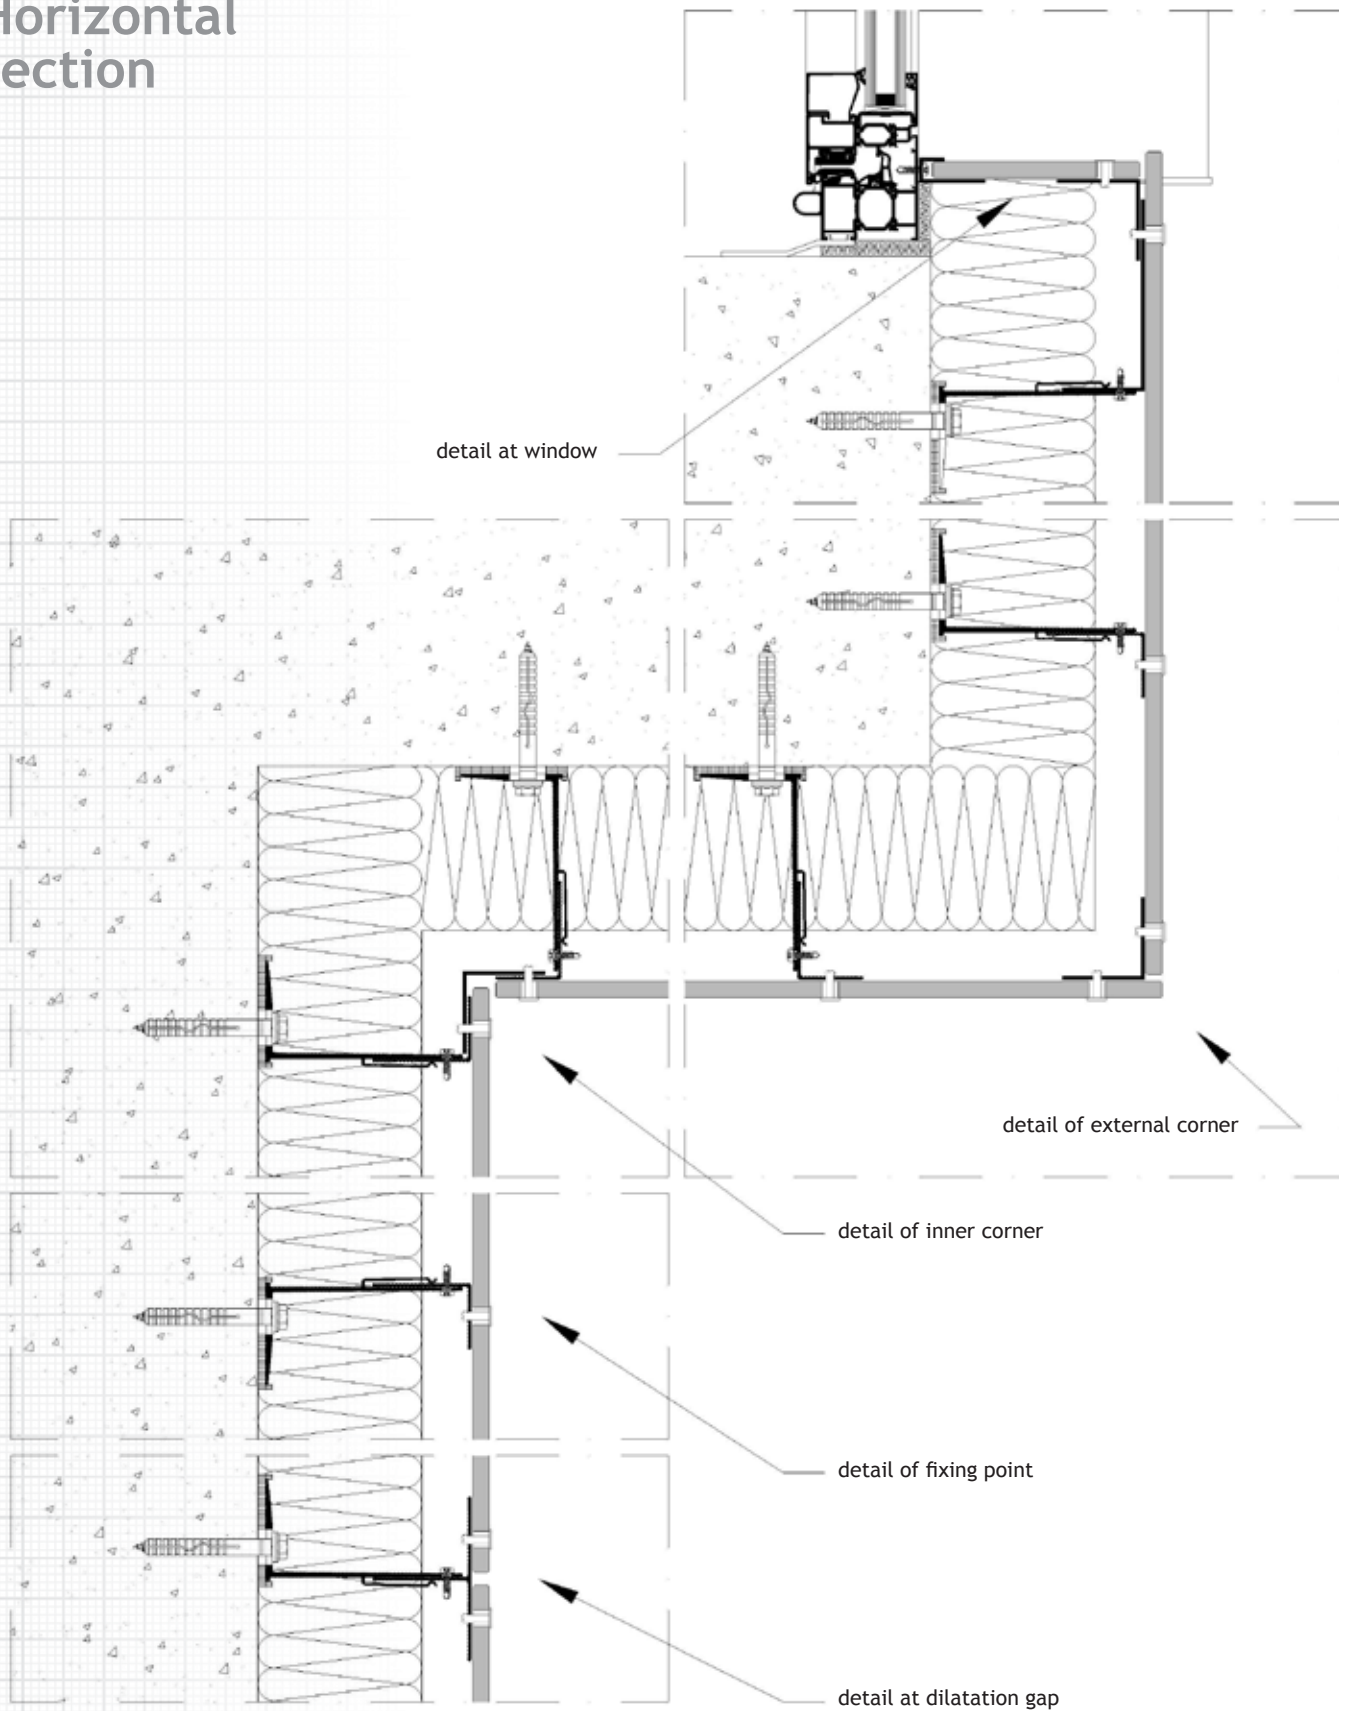 Horizontal
ection
detail at window
detail of external corner
detail of inner corner
detail of fixing point
detail at dilatation gap